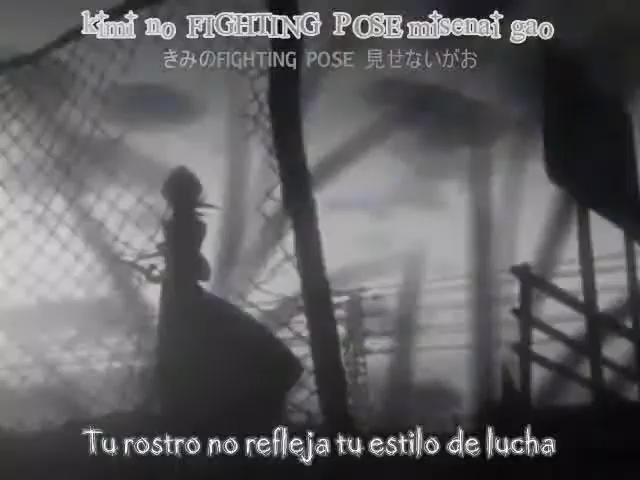 kimi no FIGHTING POSE misenai gao
きみのFIGHTING POSE 見せないがお
Tu rostro no refleja tu estilo de lucha